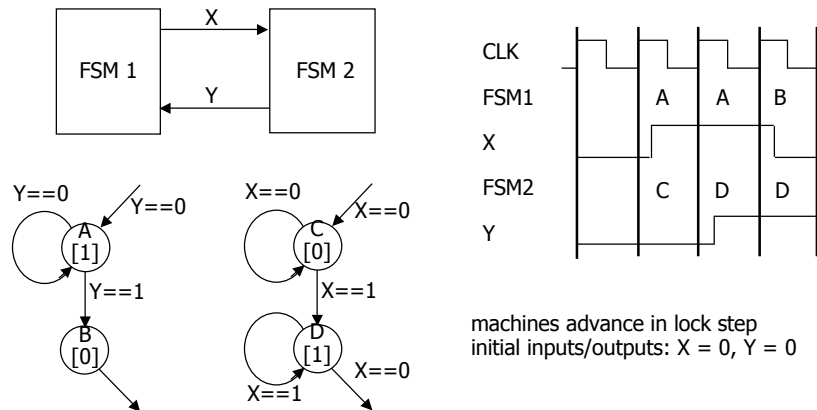 X
FSM 1
FSM 2
Y
Y==0
A
[1]
Y==0
Y==1
B
[0]
X==0
C
[0]
X==0
X==1
D
[1]
X==1
X==0
CLK
FSM1 A A B
X
FSM2 C D D
Y
machines advance in lock step
initial inputs/outputs: X = 0, Y = 0